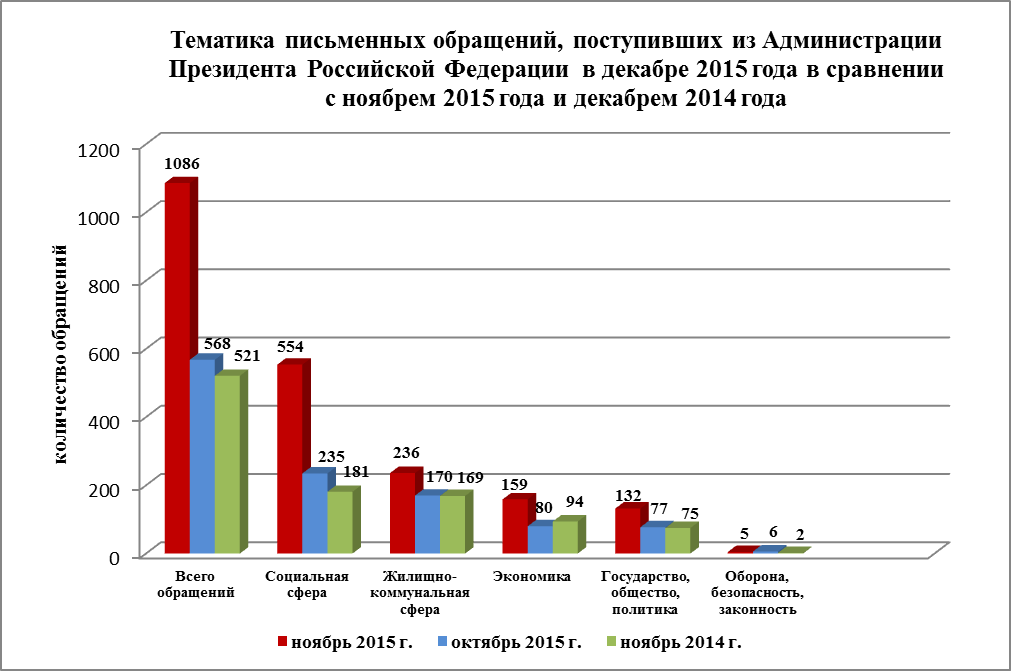 Тематика письменных обращений, поступивших из Администрации
Президента Российской Федерации в декабре 2015 года в сравнении
с ноябрем 2015 года и декабрем 2014 года
количество обращений
1200
1000
800
600
400
200
0
1086
568
521
554
235
181
236
170
169
159
80
94
132
77
75
5
6
2
Всего
обращений
Социальная
сфера
Жилищно-
коммунальная
сфера
Экономика
Государство,
общество,
политика
Оборона,
безопасность,
законность
ноябрь 2015 г.
октябрь 2015 г.
ноябрь 2014 г.